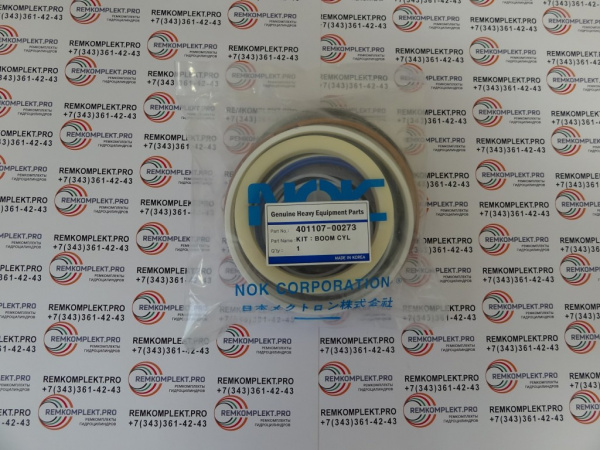 REMKOMPLEKT.PRO
+7(343)361-42-43
РЕМКОМПЛЕКТЫ
ГИДРОЦИЛИНДРОВ
NOK
Genuine Heavy Equipment Parts
Part No.: 401107-00273
Part Name: KIT : BOOM CYL
Q'ty : 1
MADE IN KOREA
NOK CORPORATION
日本メクトロン株式会社